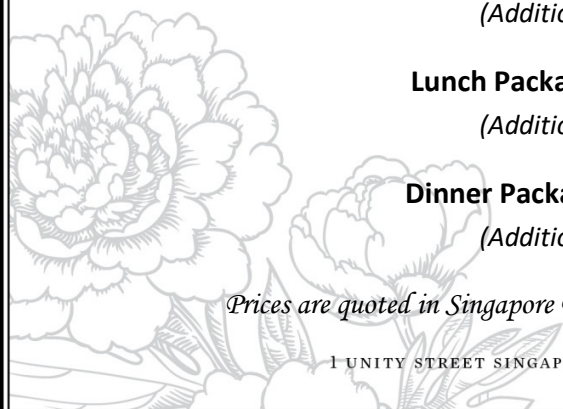 (Additio
Lunch Packa
(Additio
Dinner Packa
(Additio
Prices are quoted in Singapore
1 UNITY STREET SINGAP